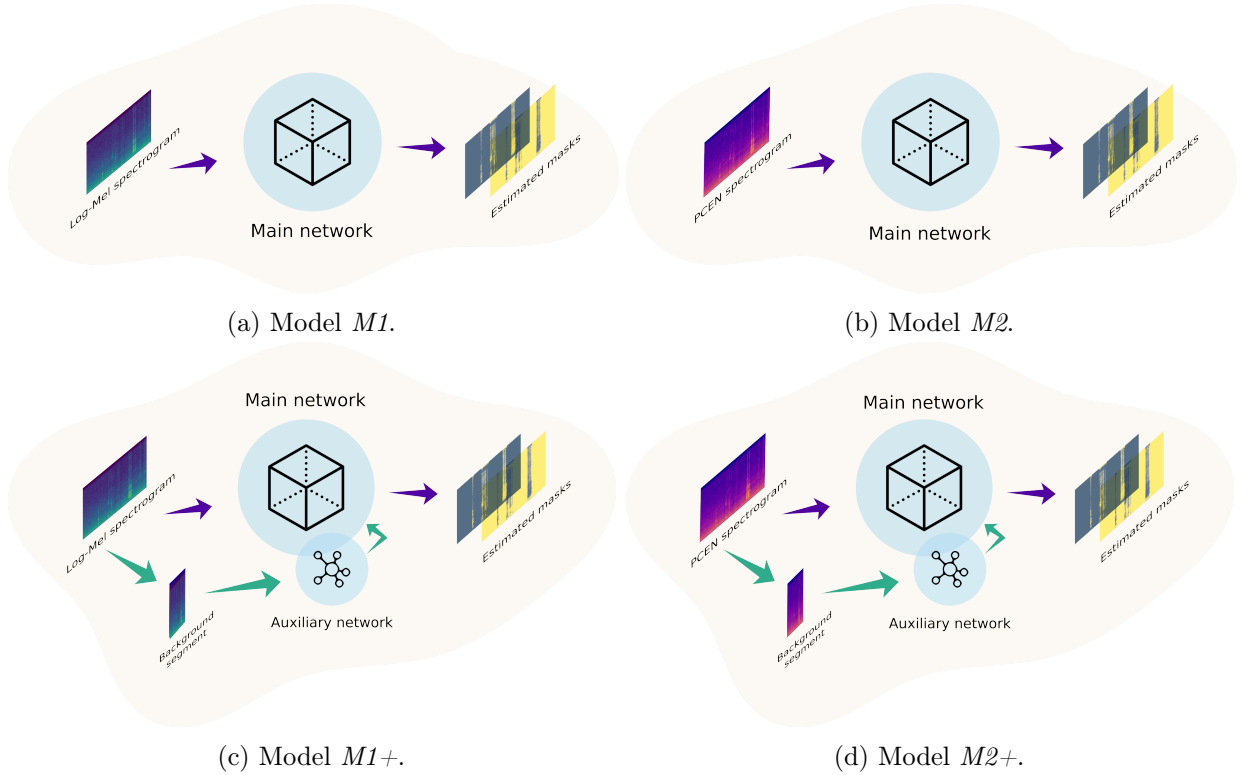 Log-Mel spectrogram
Main network
Estimated masks
(a) Model M1.
PCEN spectrogram
Main network
Estimated masks
(b) Model M2.
Main network
Log-Mel spectrogram
Estimated masks
Background
segment
Auxiliary network
(c) Model M1+.
Main network
PCEN spectrogram
Estimated masks
Background
segment
Auxiliary network
(d) Model M2+.